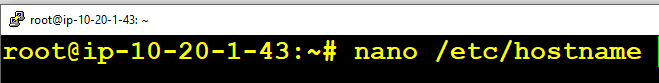 root@ip-10-20-1-43: ~
root@ip-10-20-1-43:~# nano /etc/hostname